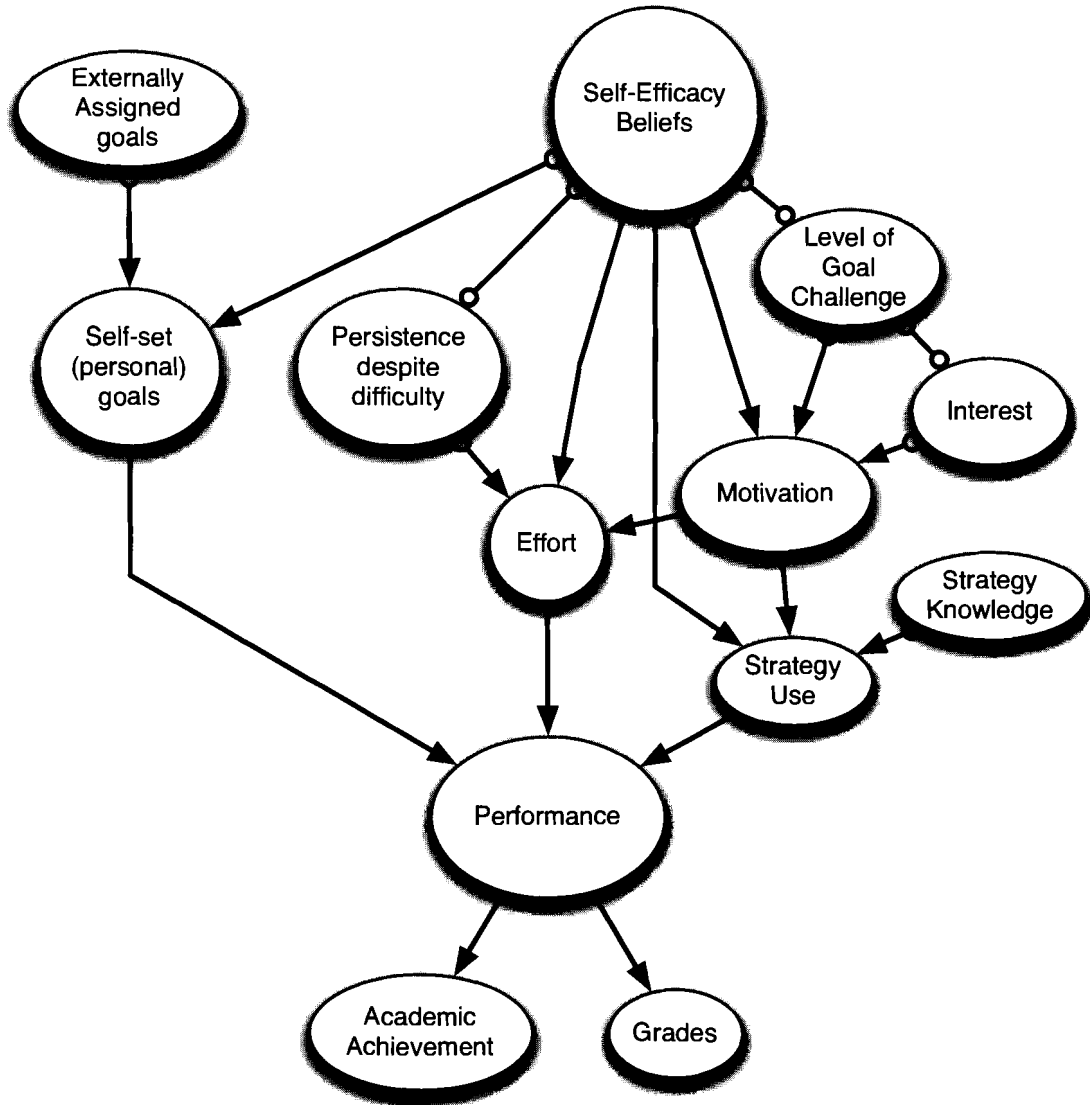 Externally
Assigned
goals
Self-Efficacy
Beliefs
Level of
Goal
Challenge
Self-set
(personal)
goals
Persistence
despite
difficulty
Interest
Motivation
Effort
Strategy
Knowledge
Strategy
Use
Performance
Academic
Achievement
Grades